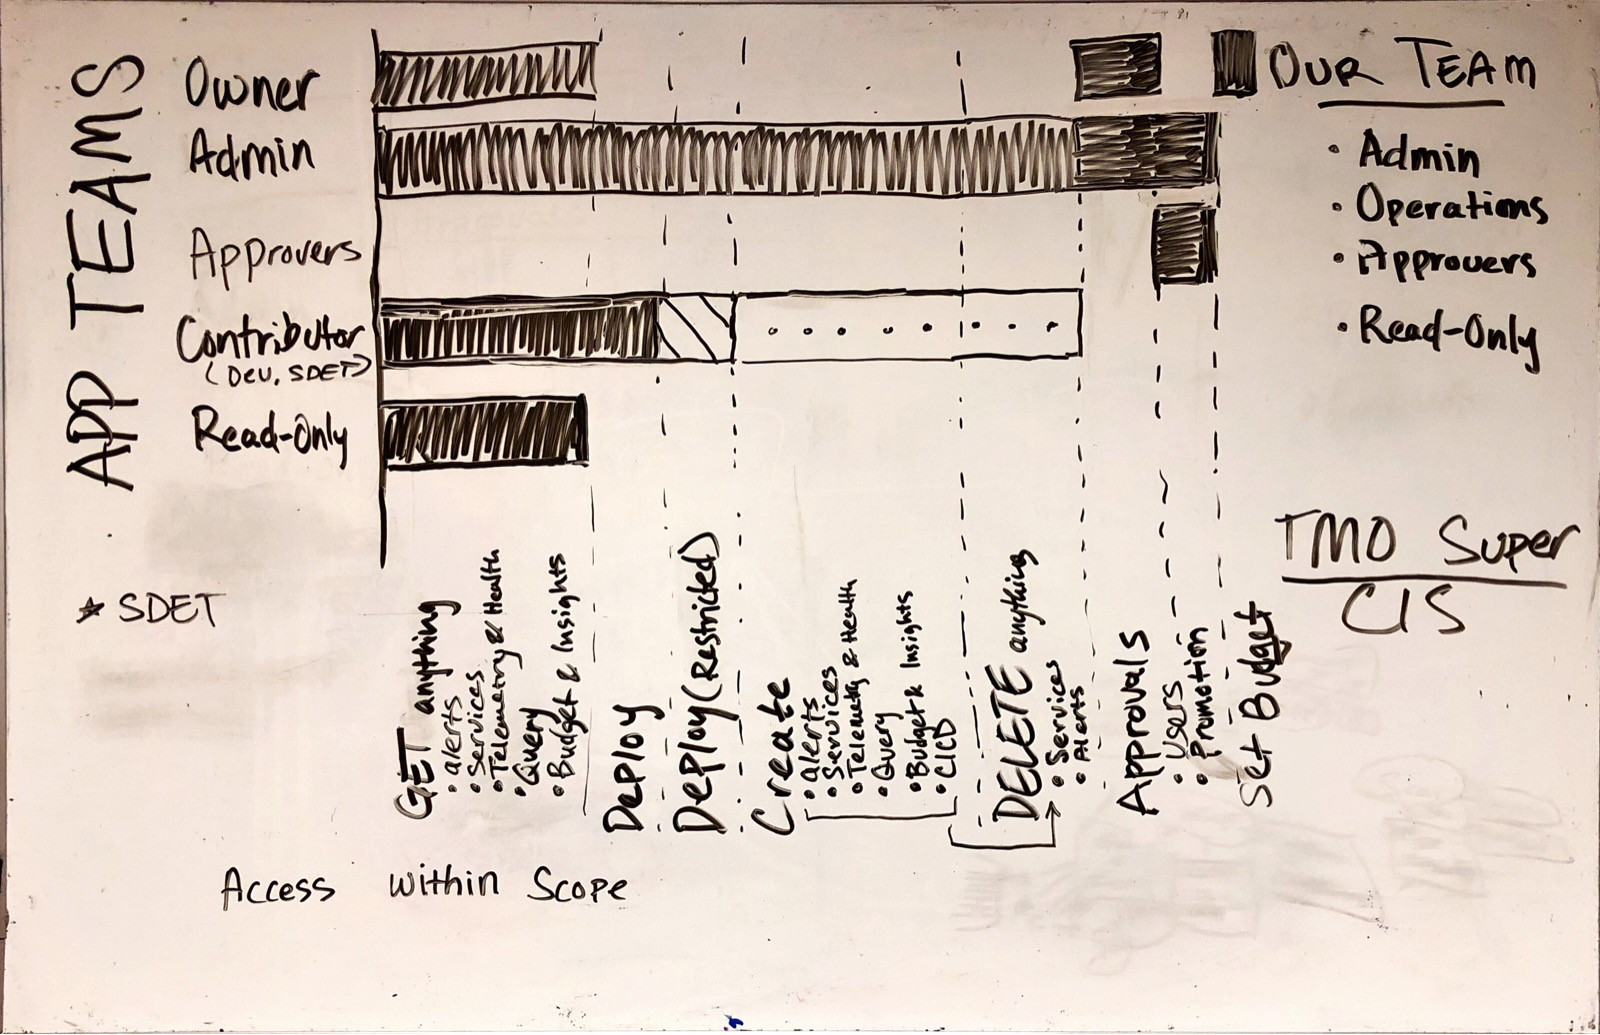 APP TEAMS
Owner
Admin
Approvers
Contributor
(Dev, SDET)
Read-Only
OUR TEAM
• Admin
• Operations
• Approvers
• Read-Only
TMO Super
CIS
* SDET
GET anything
• alerts
• Services
• Telemetry & Health
• Query
• Budget & Insights
Deploy
Deploy (Restricted)
Create
• alerts
• Services
• Telemetry & Health
• Query
• Budget & Insights
• CICD
DELETE anything
• Services
• Alerts
Approvals
• Users
• Promotion
Set Budget
Access within Scope